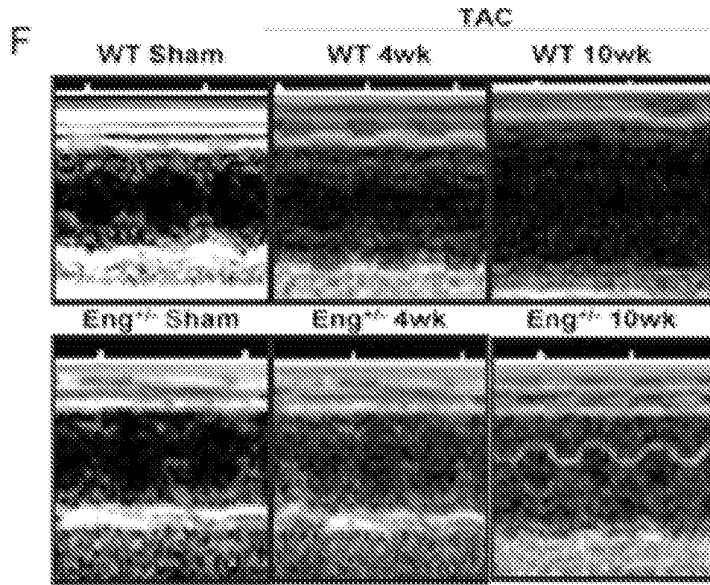 F
TAC
WT Sham WT 4wk WT 10wk
Eng+/- Sham Eng+/- 4wk Eng+/- 10wk